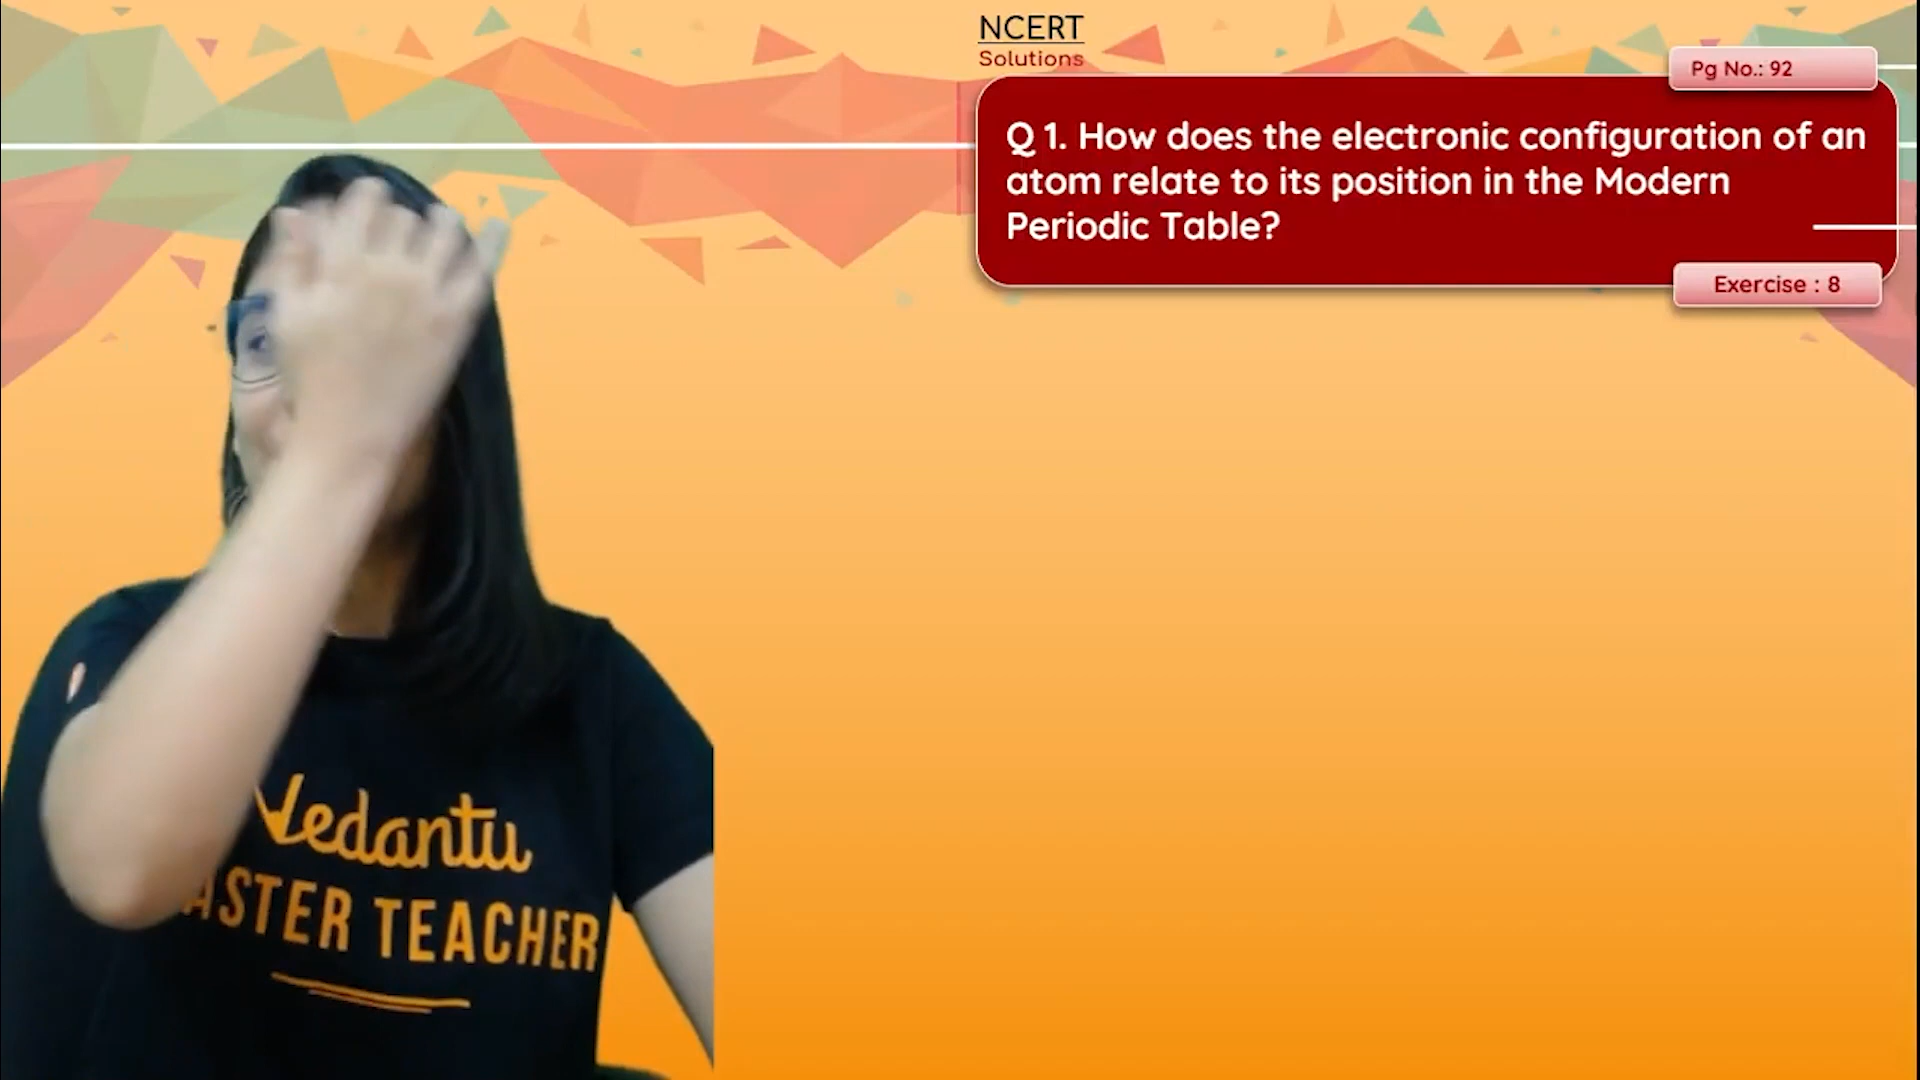 NCERT
Solutions
Pg No.: 92
Q 1. How does the electronic configuration of an
atom relate to its position in the Modern
Periodic Table?
Exercise : 8
Vedantu
ASTER TEACHER